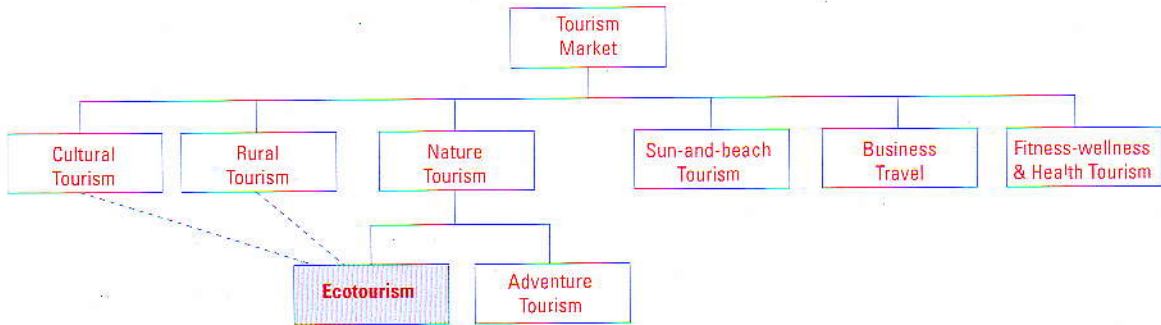 Tourism
Market
Cultural
Tourism
Rural
Tourism
Nature
Tourism
Sun-and-beach
Tourism
Business
Travel
Fitness-wellness
& Health Tourism
Ecotourism
Adventure
Tourism